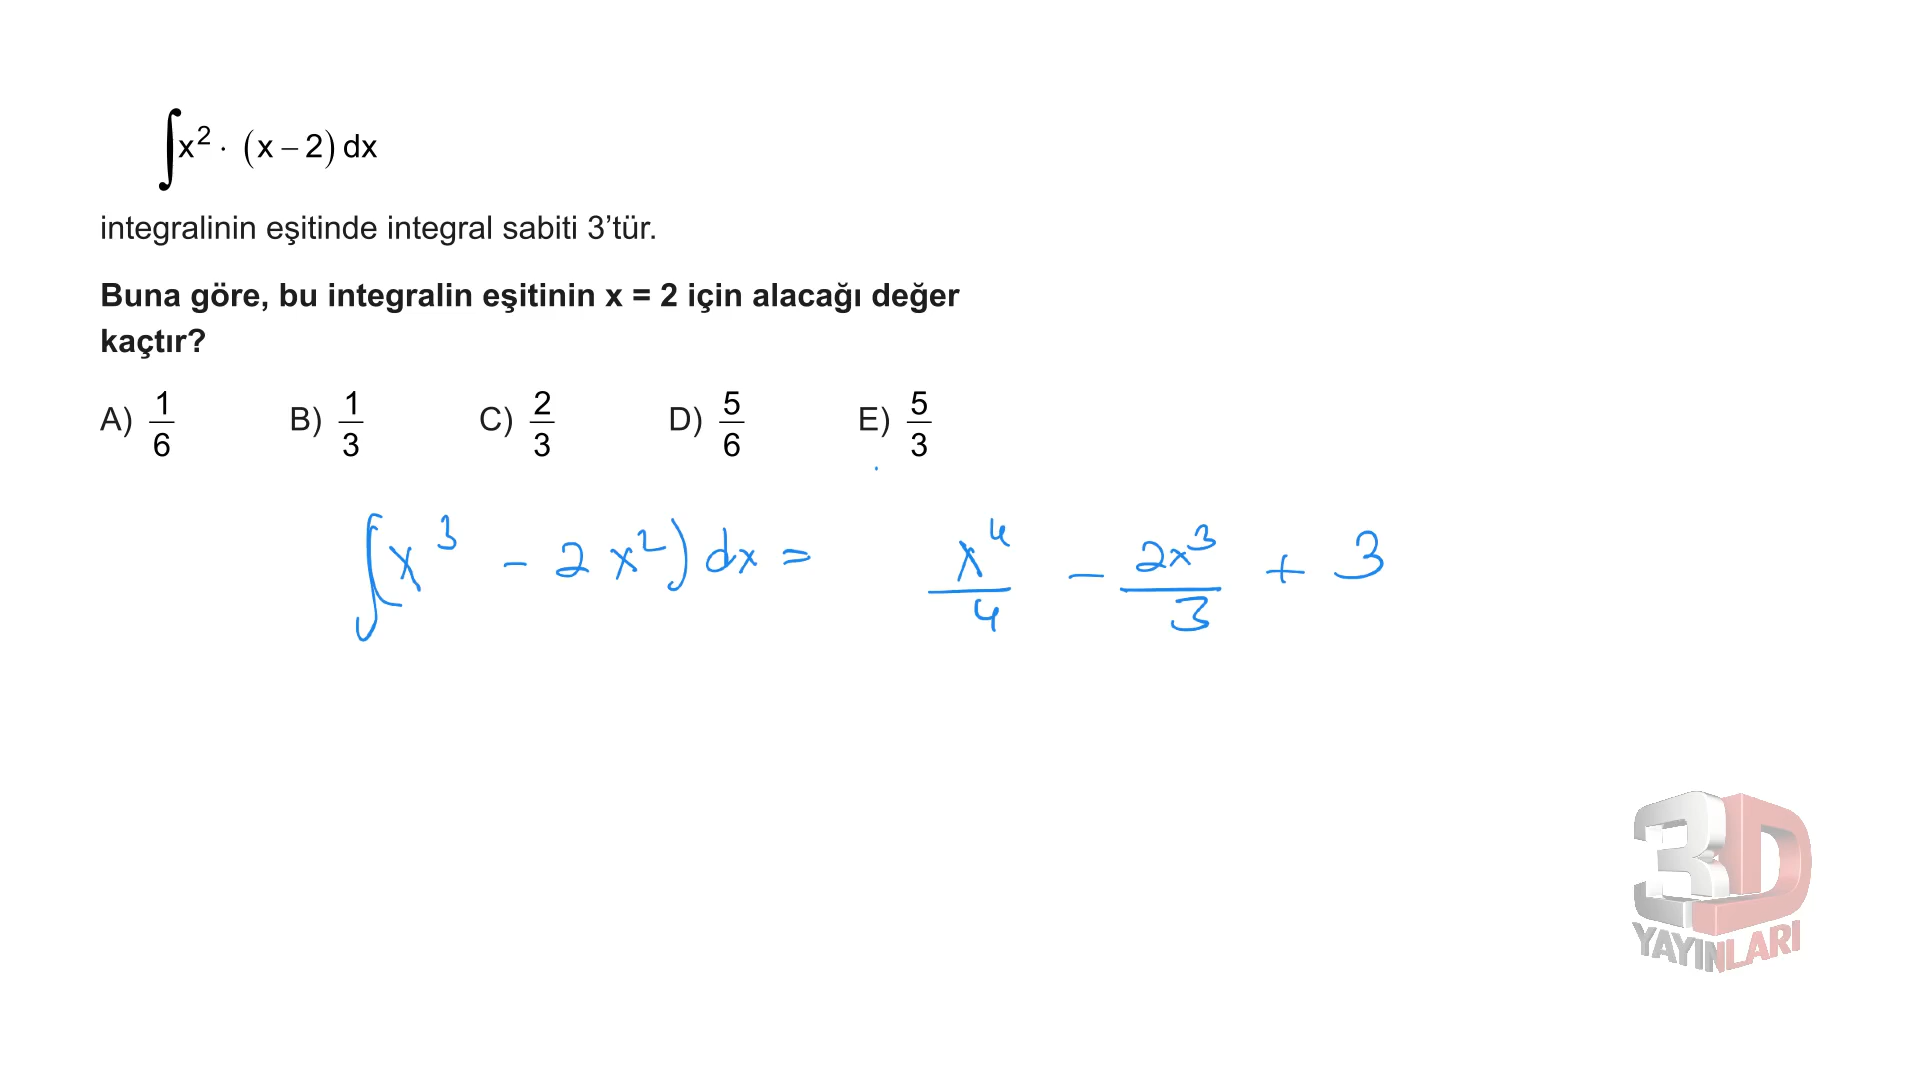 ∫x² · (x – 2) dx
integralinin eşitinde integral sabiti 3’tür.
Buna göre, bu integralin eşitinin x = 2 için alacağı değer
kaçtır?
A) 1/6 B) 1/3 C) 2/3 D) 5/6 E) 5/3
∫(x³ - 2x²) dx = x⁴/4 - 2x³/3 + 3
3D
YAYINLARI